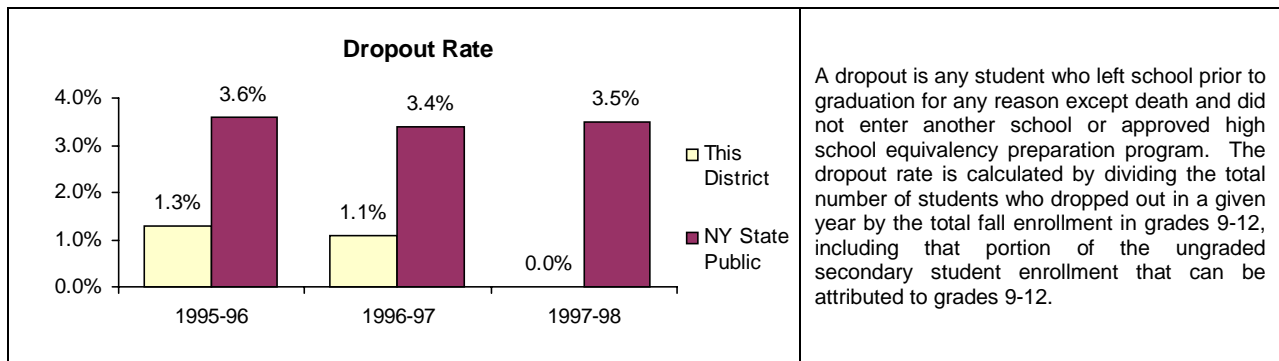 Dropout Rate
4.0%
3.0%
2.0%
1.0%
0.0%
1.3%
3.6%
1.1%
3.4%
0.0%
3.5%
1995-96
1996-97
1997-98
This
District
NY State
Public
A dropout is any student who left school prior to
graduation for any reason except death and did
not enter another school or approved high
school equivalency preparation program. The
dropout rate is calculated by dividing the total
number of students who dropped out in a given
year by the total fall enrollment in grades 9-12,
including that portion of the ungraded
secondary student enrollment that can be
attributed to grades 9-12.